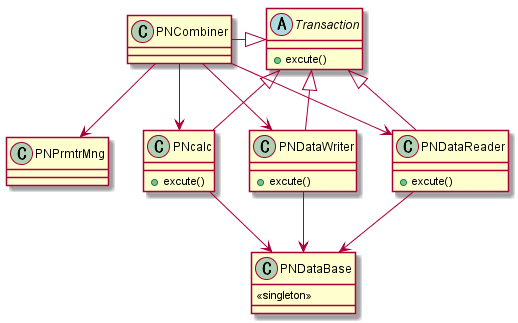 C PNCombiner
A Transaction
excute()
C PNPrmtrMng
C PNcalc
excute()
C PNDataWriter
excute()
C PNDataReader
excute()
C PNDataBase
«singleton»